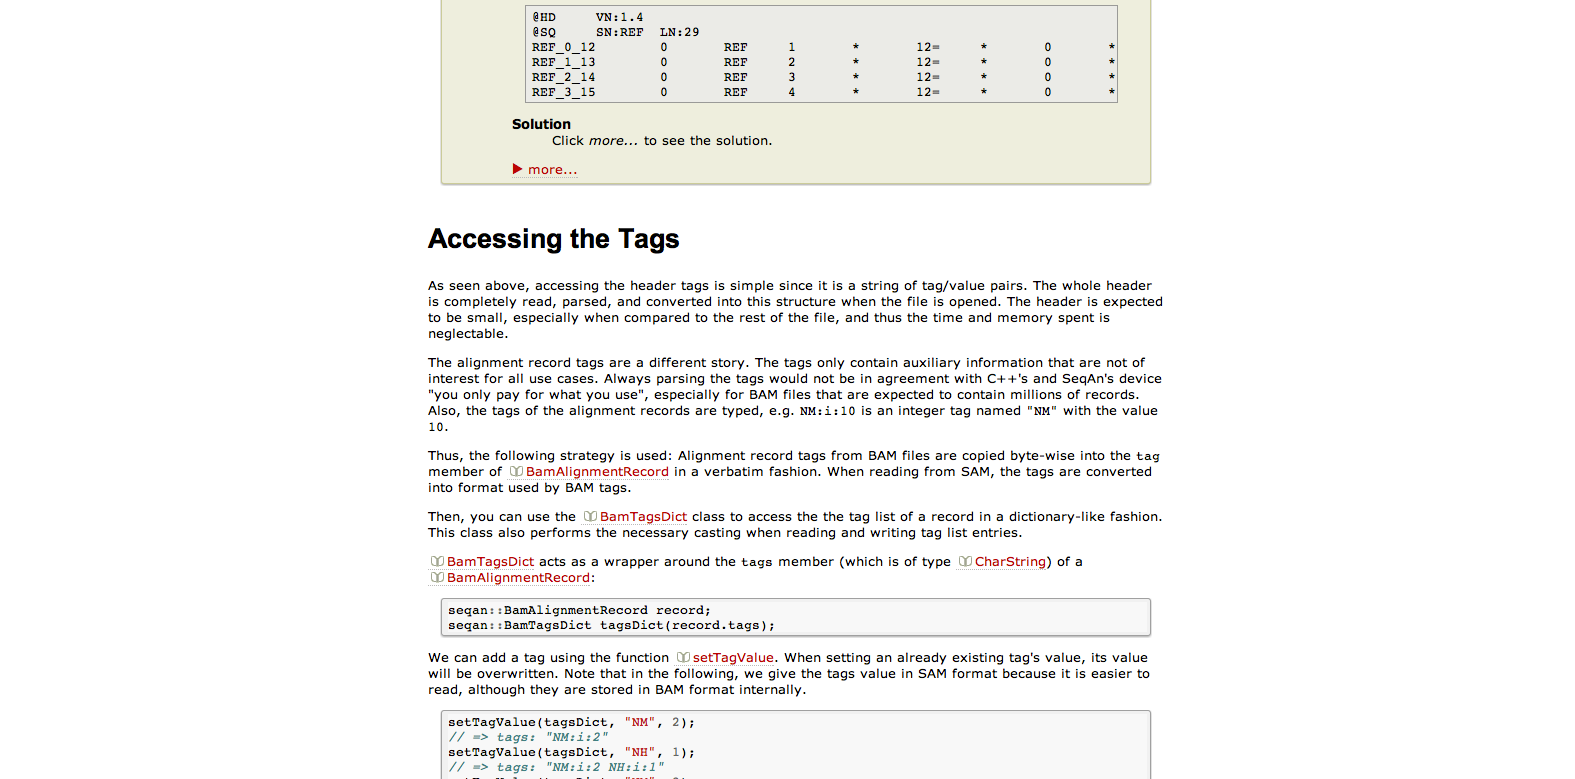 @HD VN:1.4
@SQ SN:REF LN:29
REF_0_12 0 REF 1 * 12= * 0 *
REF_1_13 0 REF 2 * 12= * 0 *
REF_2_14 0 REF 3 * 12= * 0 *
REF_3_15 0 REF 4 * 12= * 0 *
Solution
Click more... to see the solution.
more...
Accessing the Tags
As seen above, accessing the header tags is simple since it is a string of tag/value pairs. The whole header
is completely read, parsed, and converted into this structure when the file is opened. The header is expected
to be small, especially when compared to the rest of the file, and thus the time and memory spent is
neglectable.
The alignment record tags are a different story. The tags only contain auxiliary information that are not of
interest for all use cases. Always parsing the tags would not be in agreement with C++'s and SeqAn's device
"you only pay for what you use", especially for BAM files that are expected to contain millions of records.
Also, the tags of the alignment records are typed, e.g. NM:i:10 is an integer tag named "NM" with the value
10.
Thus, the following strategy is used: Alignment record tags from BAM files are copied byte-wise into the tag
member of BamAlignmentRecord in a verbatim fashion. When reading from SAM, the tags are converted
into format used by BAM tags.
Then, you can use the BamTagsDict class to access the the tag list of a record in a dictionary-like fashion.
This class also performs the necessary casting when reading and writing tag list entries.
BamTagsDict acts as a wrapper around the tags member (which is of type CharString) of a
BamAlignmentRecord:
seqan::BamAlignmentRecord record;
seqan::BamTagsDict tagsDict(record.tags);
We can add a tag using the function setTagValue. When setting an already existing tag's value, its value
will be overwritten. Note that in the following, we give the tags value in SAM format because it is easier to
read, although they are stored in BAM format internally.
setTagValue(tagsDict, "NM", 2);
// => tags: "NM:i:2"
setTagValue(tagsDict, "NH", 1);
// => tags: "NM:i:2 NH:i:1"